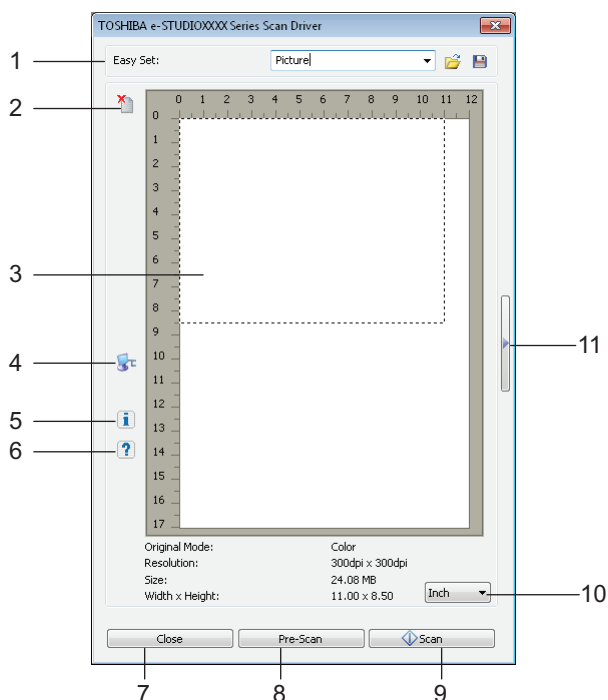 TOSHIBA e-STUDIOXXXX Series Scan Driver
1
Easy Set:
Picture
2
0 1 2 3 4 5 6 7 8 9 10 11 12
0
1
2
3
4
5
6
7
8
9
10
11
12
13
14
15
16
17
3
4
5
6
11
Original Mode: Color
Resolution: 300dpi x 300dpi
Size: 24.08 MB
Width x Height: 11.00 x 8.50
Inch
10
Close Pre-Scan Scan
7 8 9